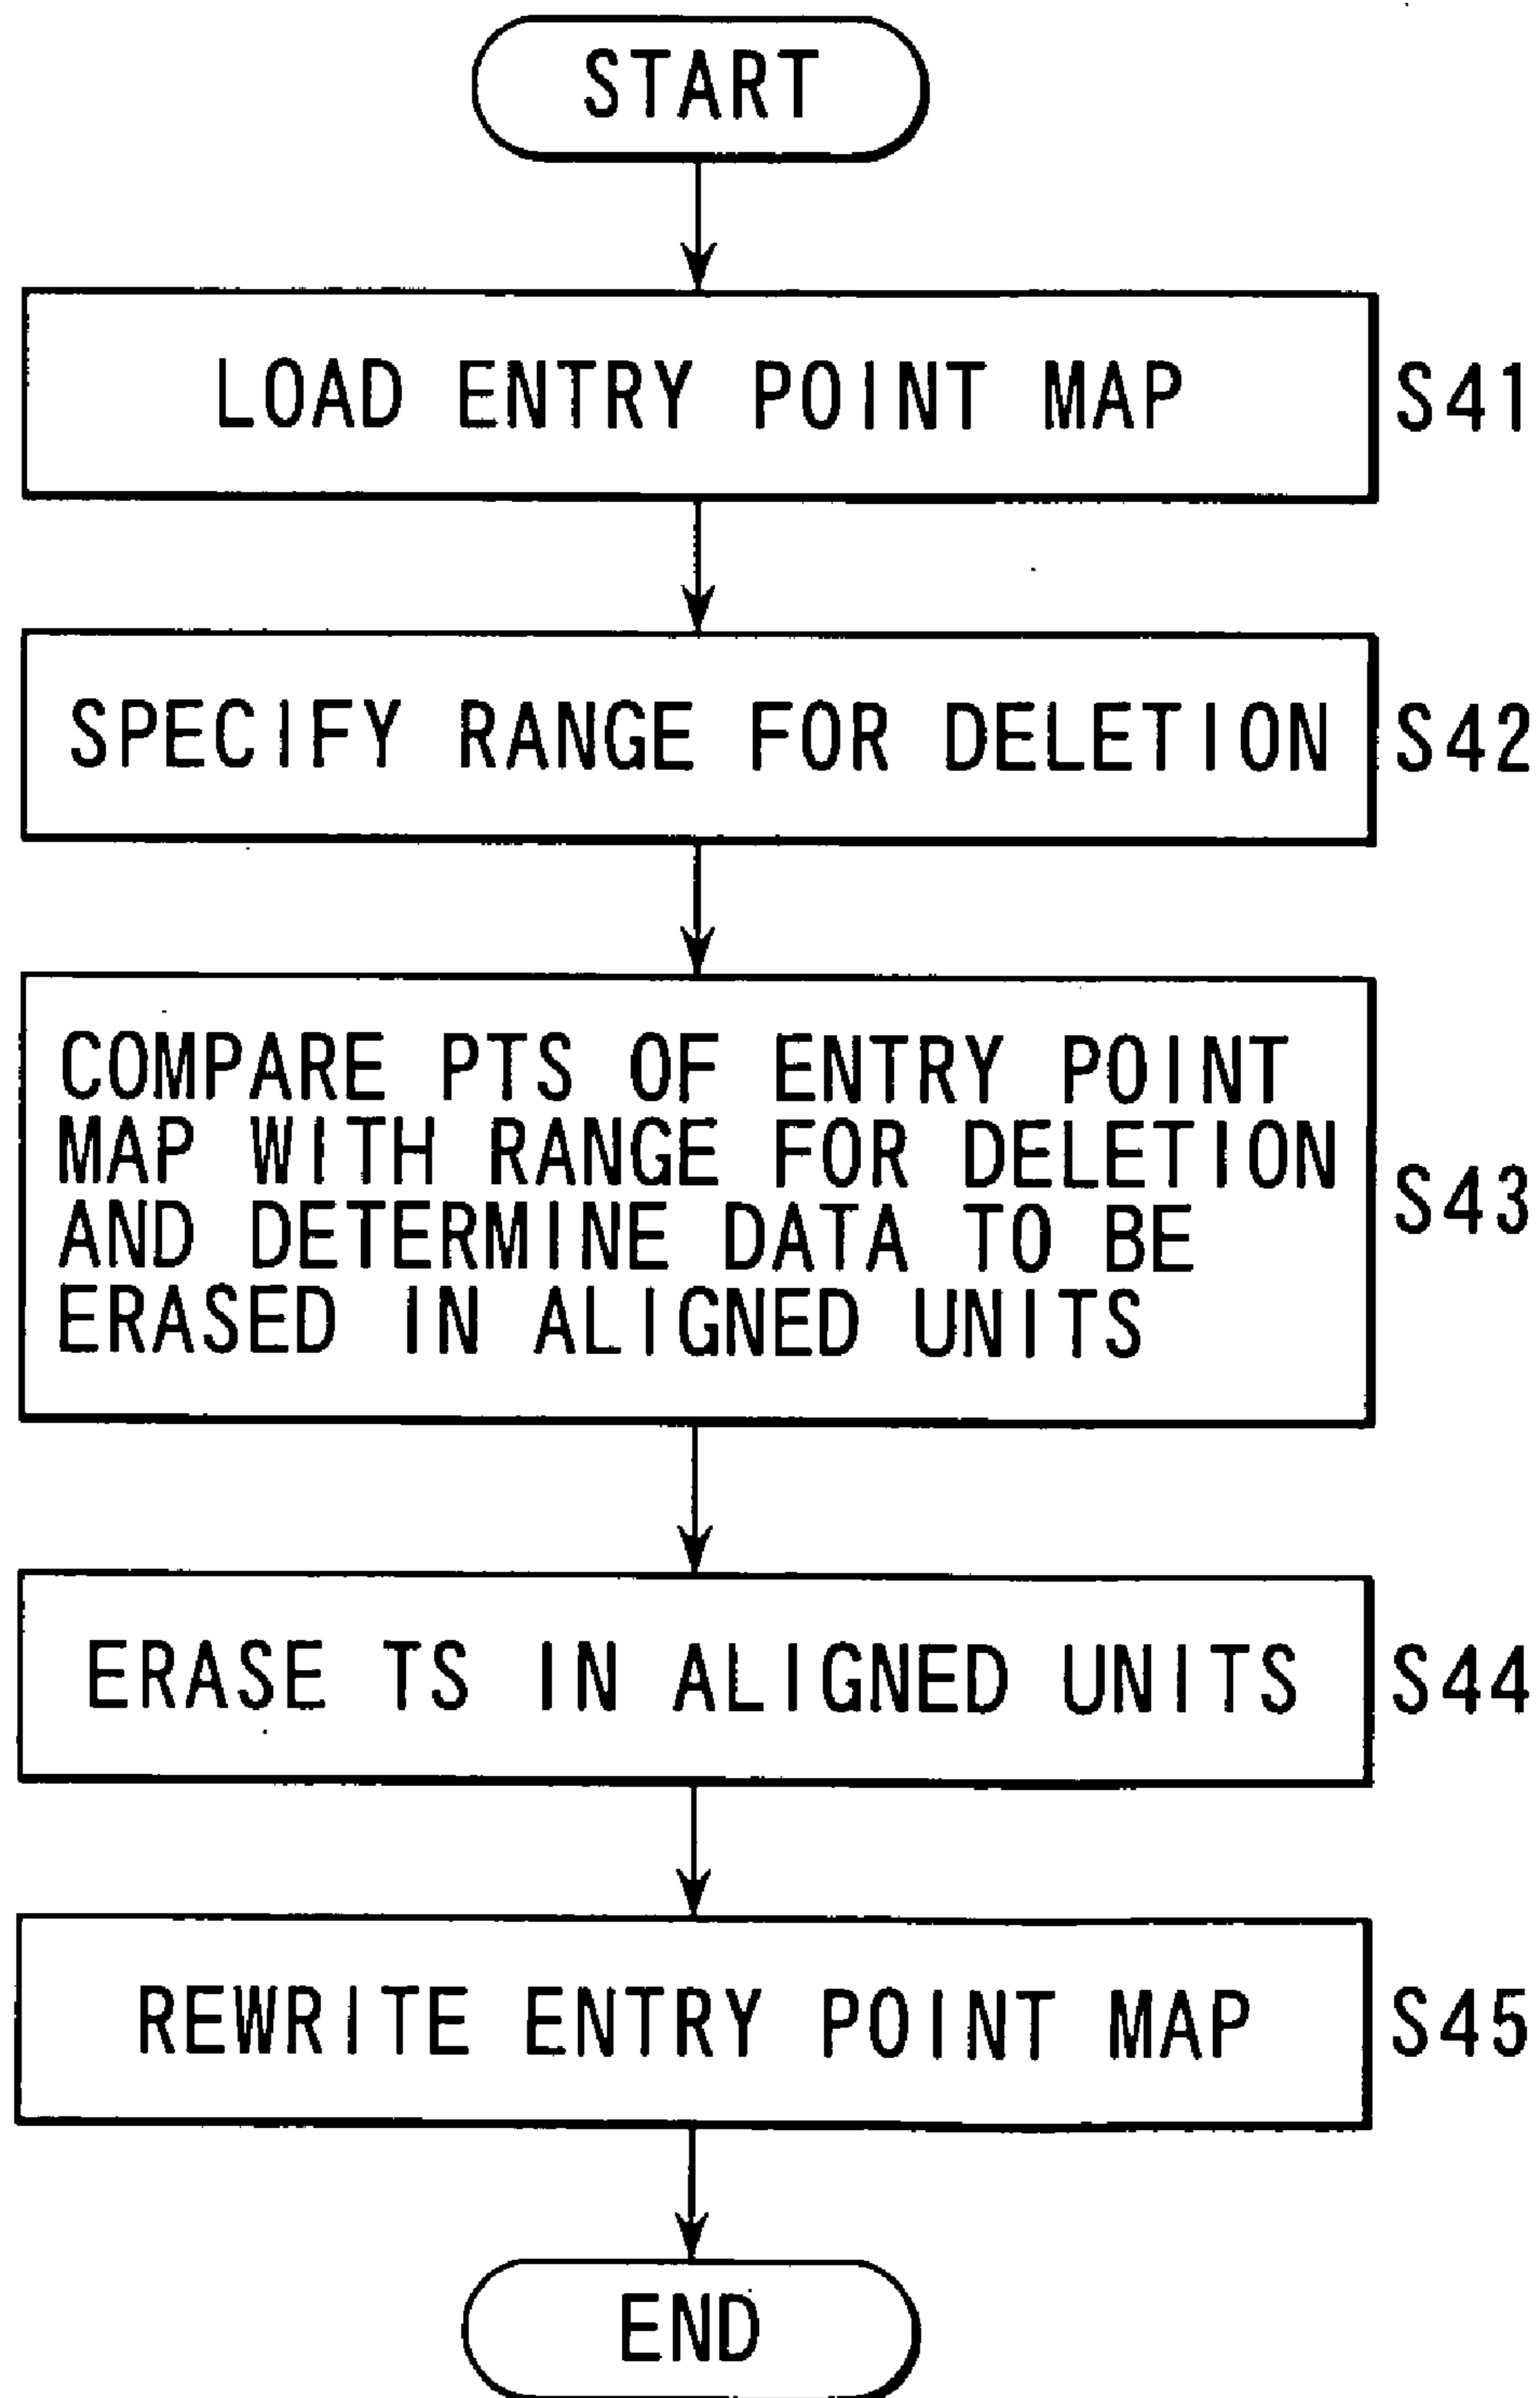 START
LOAD ENTRY POINT MAP
S41
SPECIFY RANGE FOR DELETION
S42
COMPARE PTS OF ENTRY POINT
MAP WITH RANGE FOR DELETION
AND DETERMINE DATA TO BE
ERASED IN ALIGNED UNITS
S43
ERASE TS IN ALIGNED UNITS
S44
REWRITE ENTRY POINT MAP
S45
END